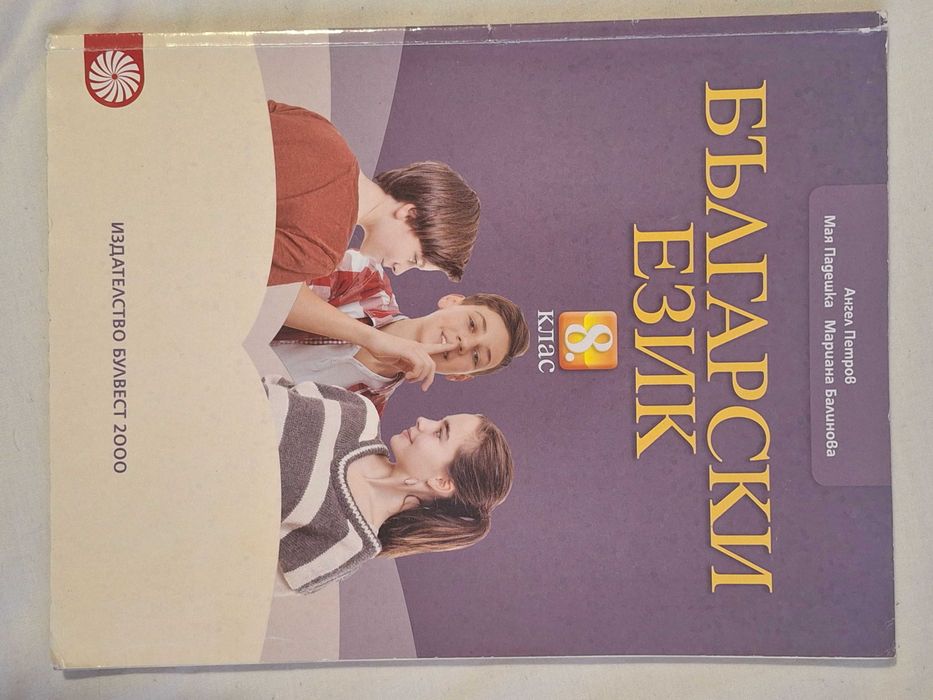 Ангел Петров
Мая Падешка Мариана Балинова
БЪЛГАРСКИ
ЕЗИК
8.
клас
ИЗДАТЕЛСТВО БУЛВЕСТ 2000